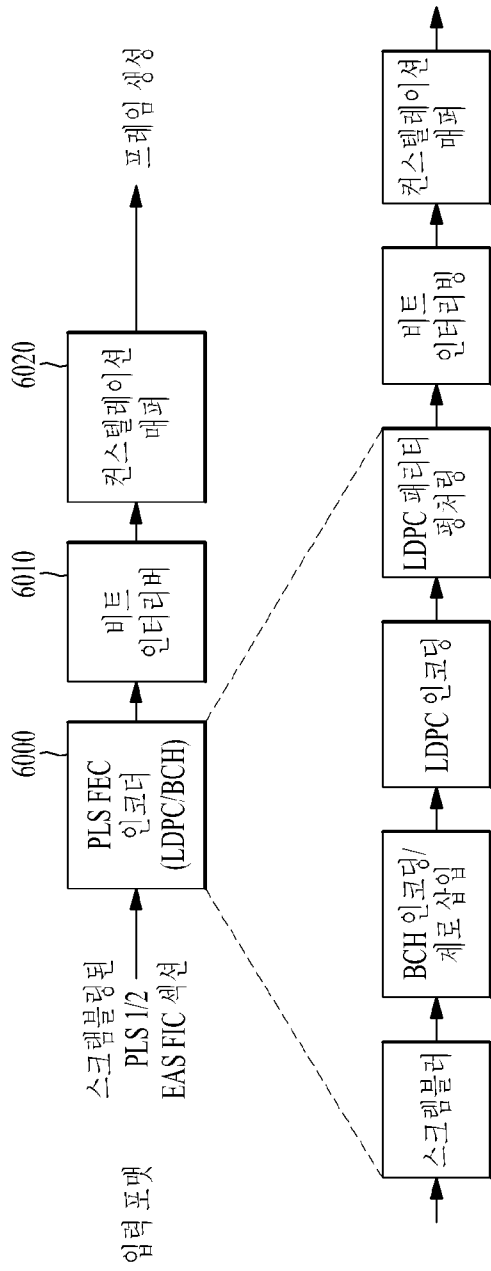 입력 포맷
스크램블링된
PLS 1/2
EAS FIC 섹션
6000
PLS FEC
인코더
(LDPC/BCH)
6010
비트
인터리버
6020
컨스텔레이션
매퍼
프레임 생성
스크램블러
BCH 인코딩/
제로 삽입
LDPC 인코딩
LDPC 패리티
펑처링
비트
인터리빙
컨스텔레이션
매퍼